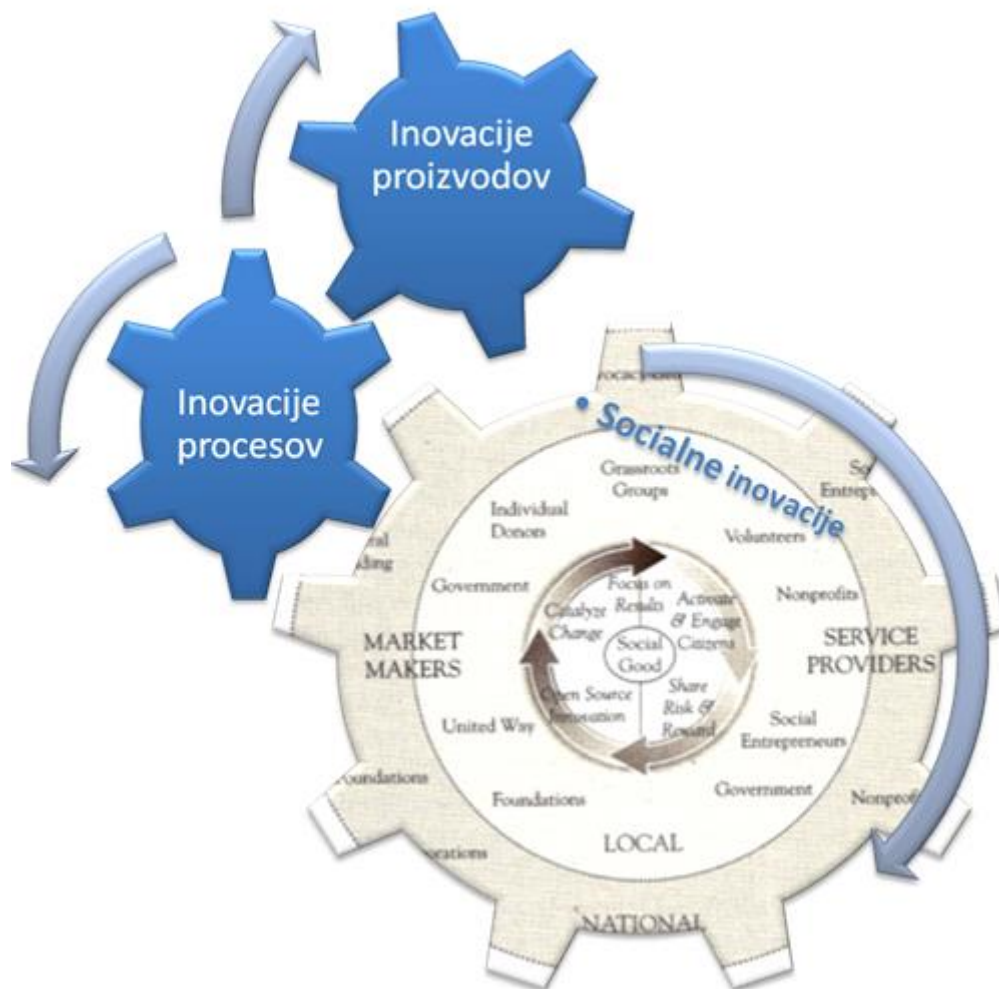 Inovacije
proizvodov
Inovacije
procesov
• Socialne inovacije
Grassroots
Groups
Individual
Donors
Volunteers
Government
Nonprofits
Focus on
Results
Catalyze
Change
Activate
& Engage
Citizens
Social
Good
MARKET
MAKERS
SERVICE
PROVIDERS
Open Source
Innovation
Share
Risk &
Reward
United Way
Social
Entrepreneurs
Foundations
Government
LOCAL
NATIONAL